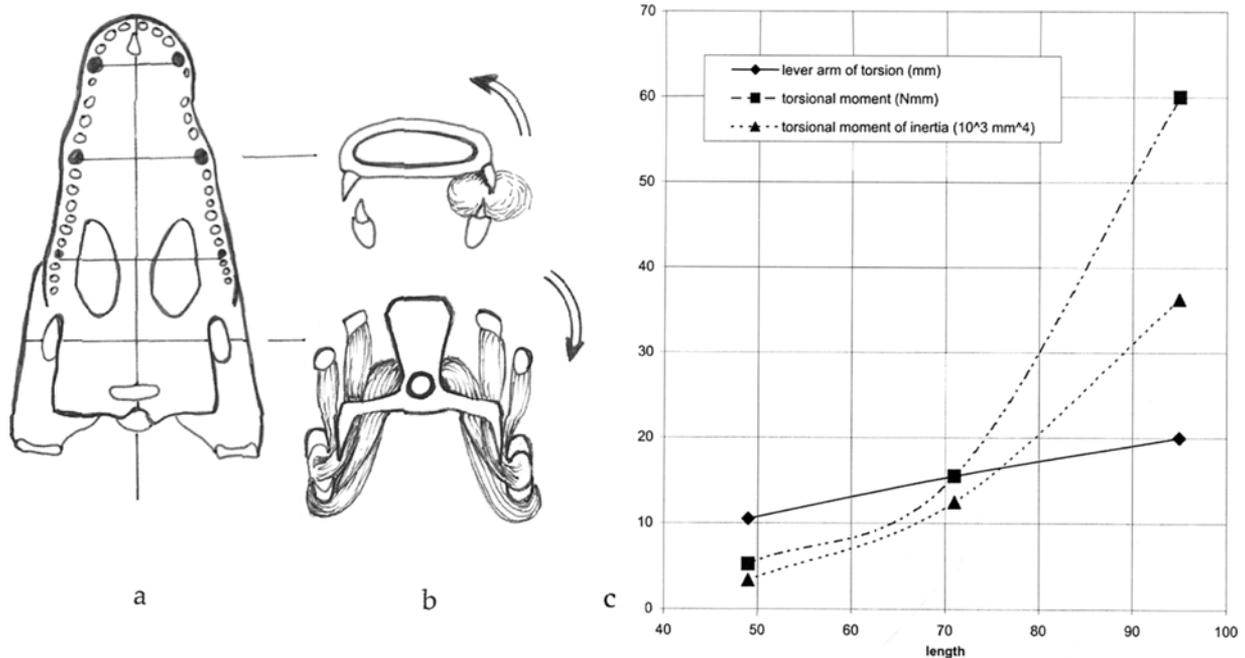 a
b
c
70
60
50
40
30
20
10
0
lever arm of torsion (mm)
torsional moment (Nmm)
torsional moment of inertia (10^3 mm^4)
40 50 60 70 80 90 100
length